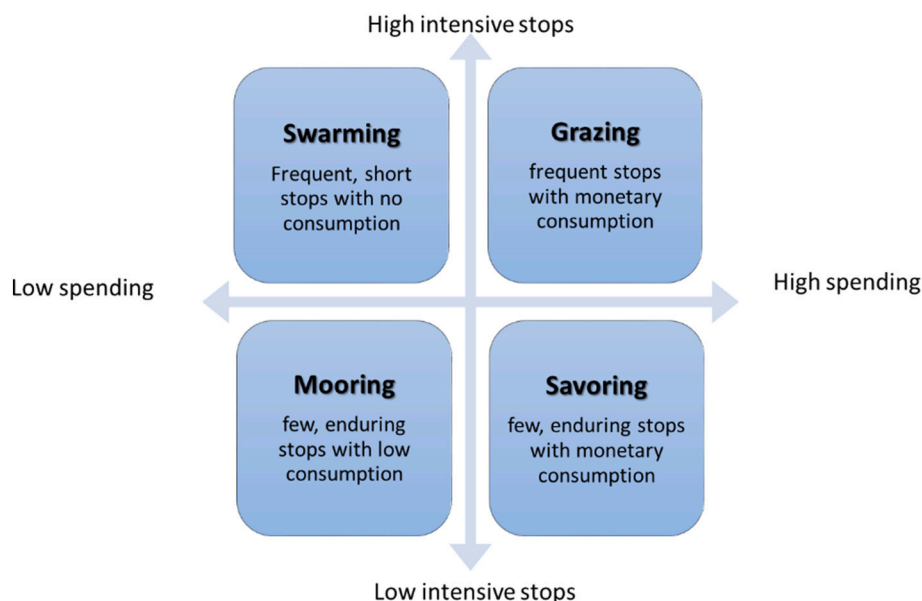 High intensive stops
Swarming
Frequent, short
stops with no
consumption
Grazing
frequent stops
with monetary
consumption
Low spending
High spending
Mooring
few, enduring
stops with low
consumption
Savoring
few, enduring stops
with monetary
consumption
Low intensive stops